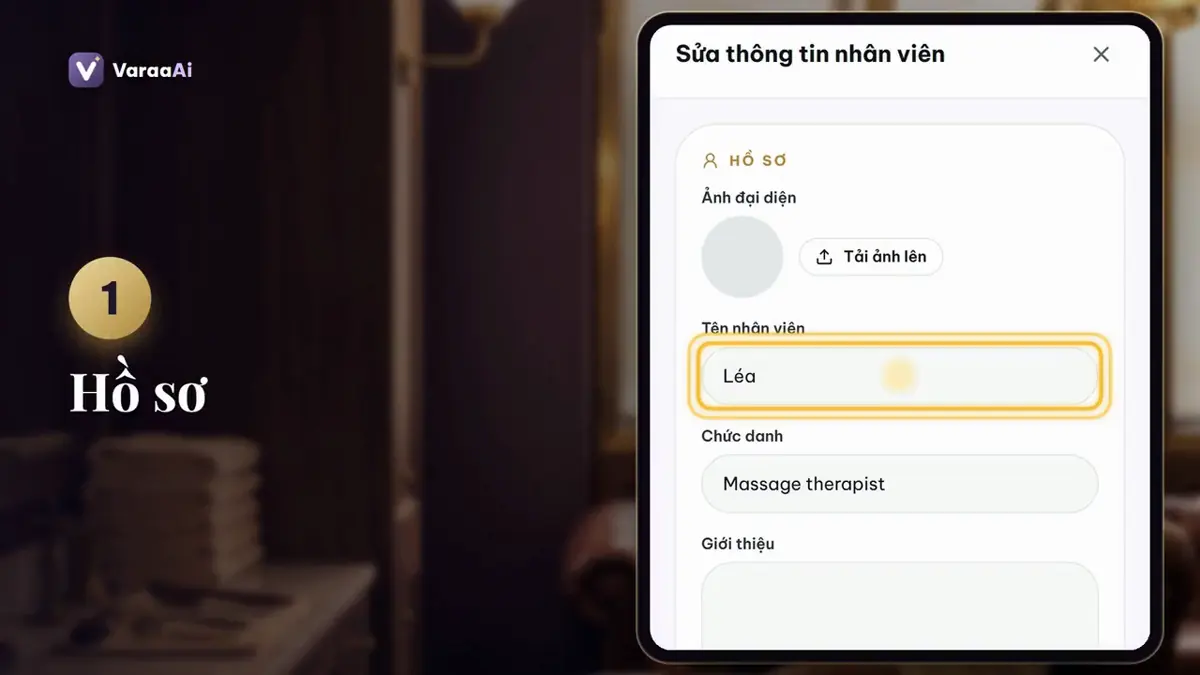 VaraaAi
1
Hồ sơ
Sửa thông tin nhân viên
HỒ SƠ
Ảnh đại diện
Tải ảnh lên
Tên nhân viên
Léa
Chức danh
Massage therapist
Giới thiệu